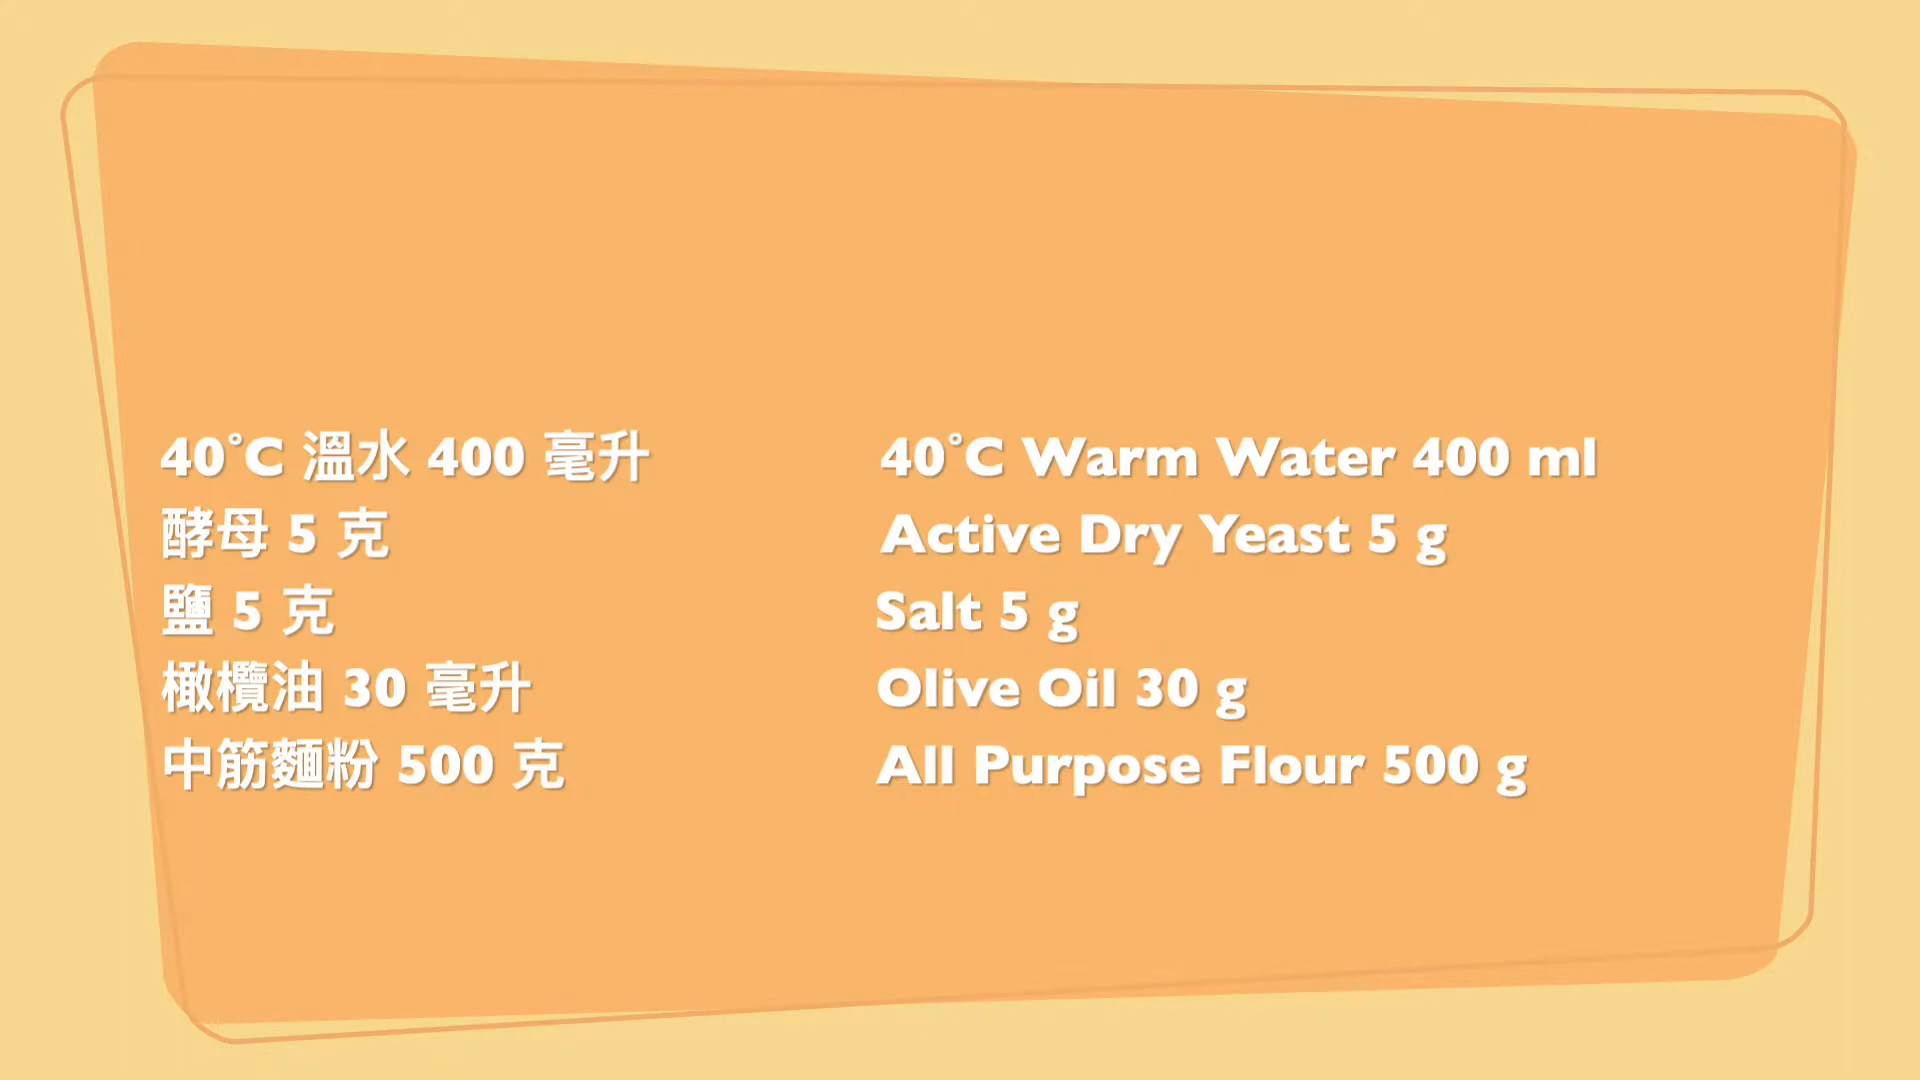 40°C 溫水 400 毫升
酵母 5 克
鹽 5 克
橄欖油 30 毫升
中筋麵粉 500 克
40°C Warm Water 400 ml
Active Dry Yeast 5 g
Salt 5 g
Olive Oil 30 g
All Purpose Flour 500 g